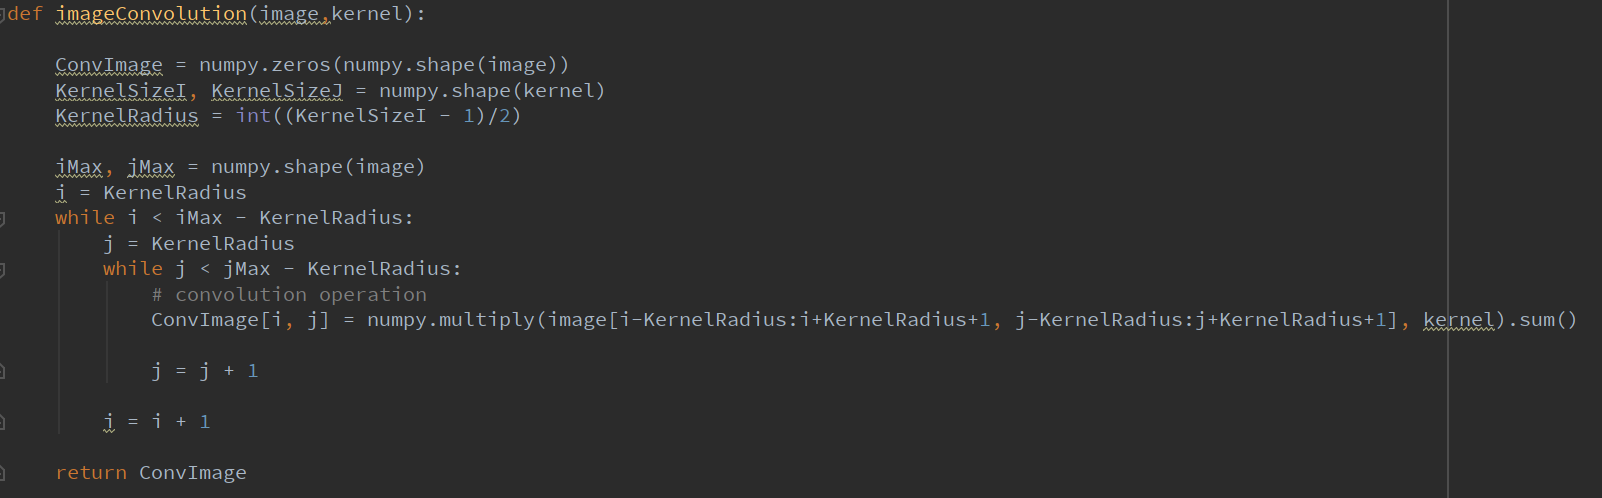 def imageConvolution(image,kernel):
ConvImage = numpy.zeros(numpy.shape(image))
KernelSizeI, KernelSizeJ = numpy.shape(kernel)
KernelRadius = int((KernelSizeI - 1)/2)
iMax, jMax = numpy.shape(image)
i = KernelRadius
while i < iMax - KernelRadius:
j = KernelRadius
while j < jMax - KernelRadius:
# convolution operation
ConvImage[i, j] = numpy.multiply(image[i-KernelRadius:i+KernelRadius+1, j-KernelRadius:j+KernelRadius+1], kernel).sum()
j = j + 1
i = i + 1
return ConvImage